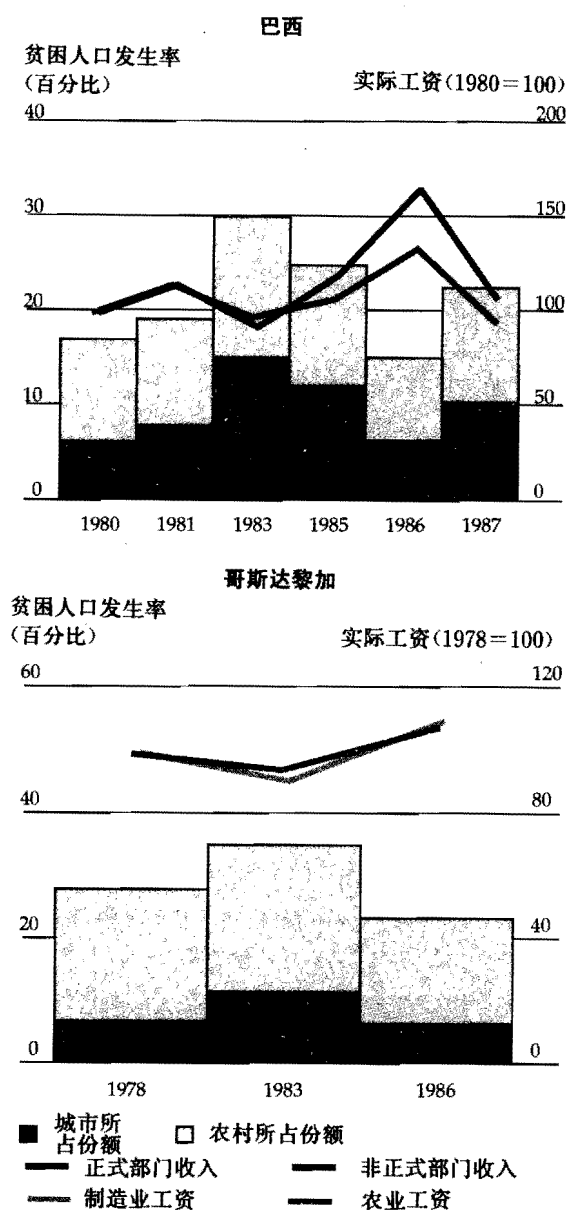 巴西
贫困人口发生率
(百分比)
实际工资(1980=100)
40
200
30
150
20
100
10
50
0
0
1980 1981 1983 1985 1986 1987
哥斯达黎加
贫困人口发生率
(百分比)
实际工资(1978=100)
60
120
40
80
20
40
0
0
1978 1983 1986
城市所
占份额
农村所占份额
正式部门收入 非正式部门收入
制造业工资 农业工资